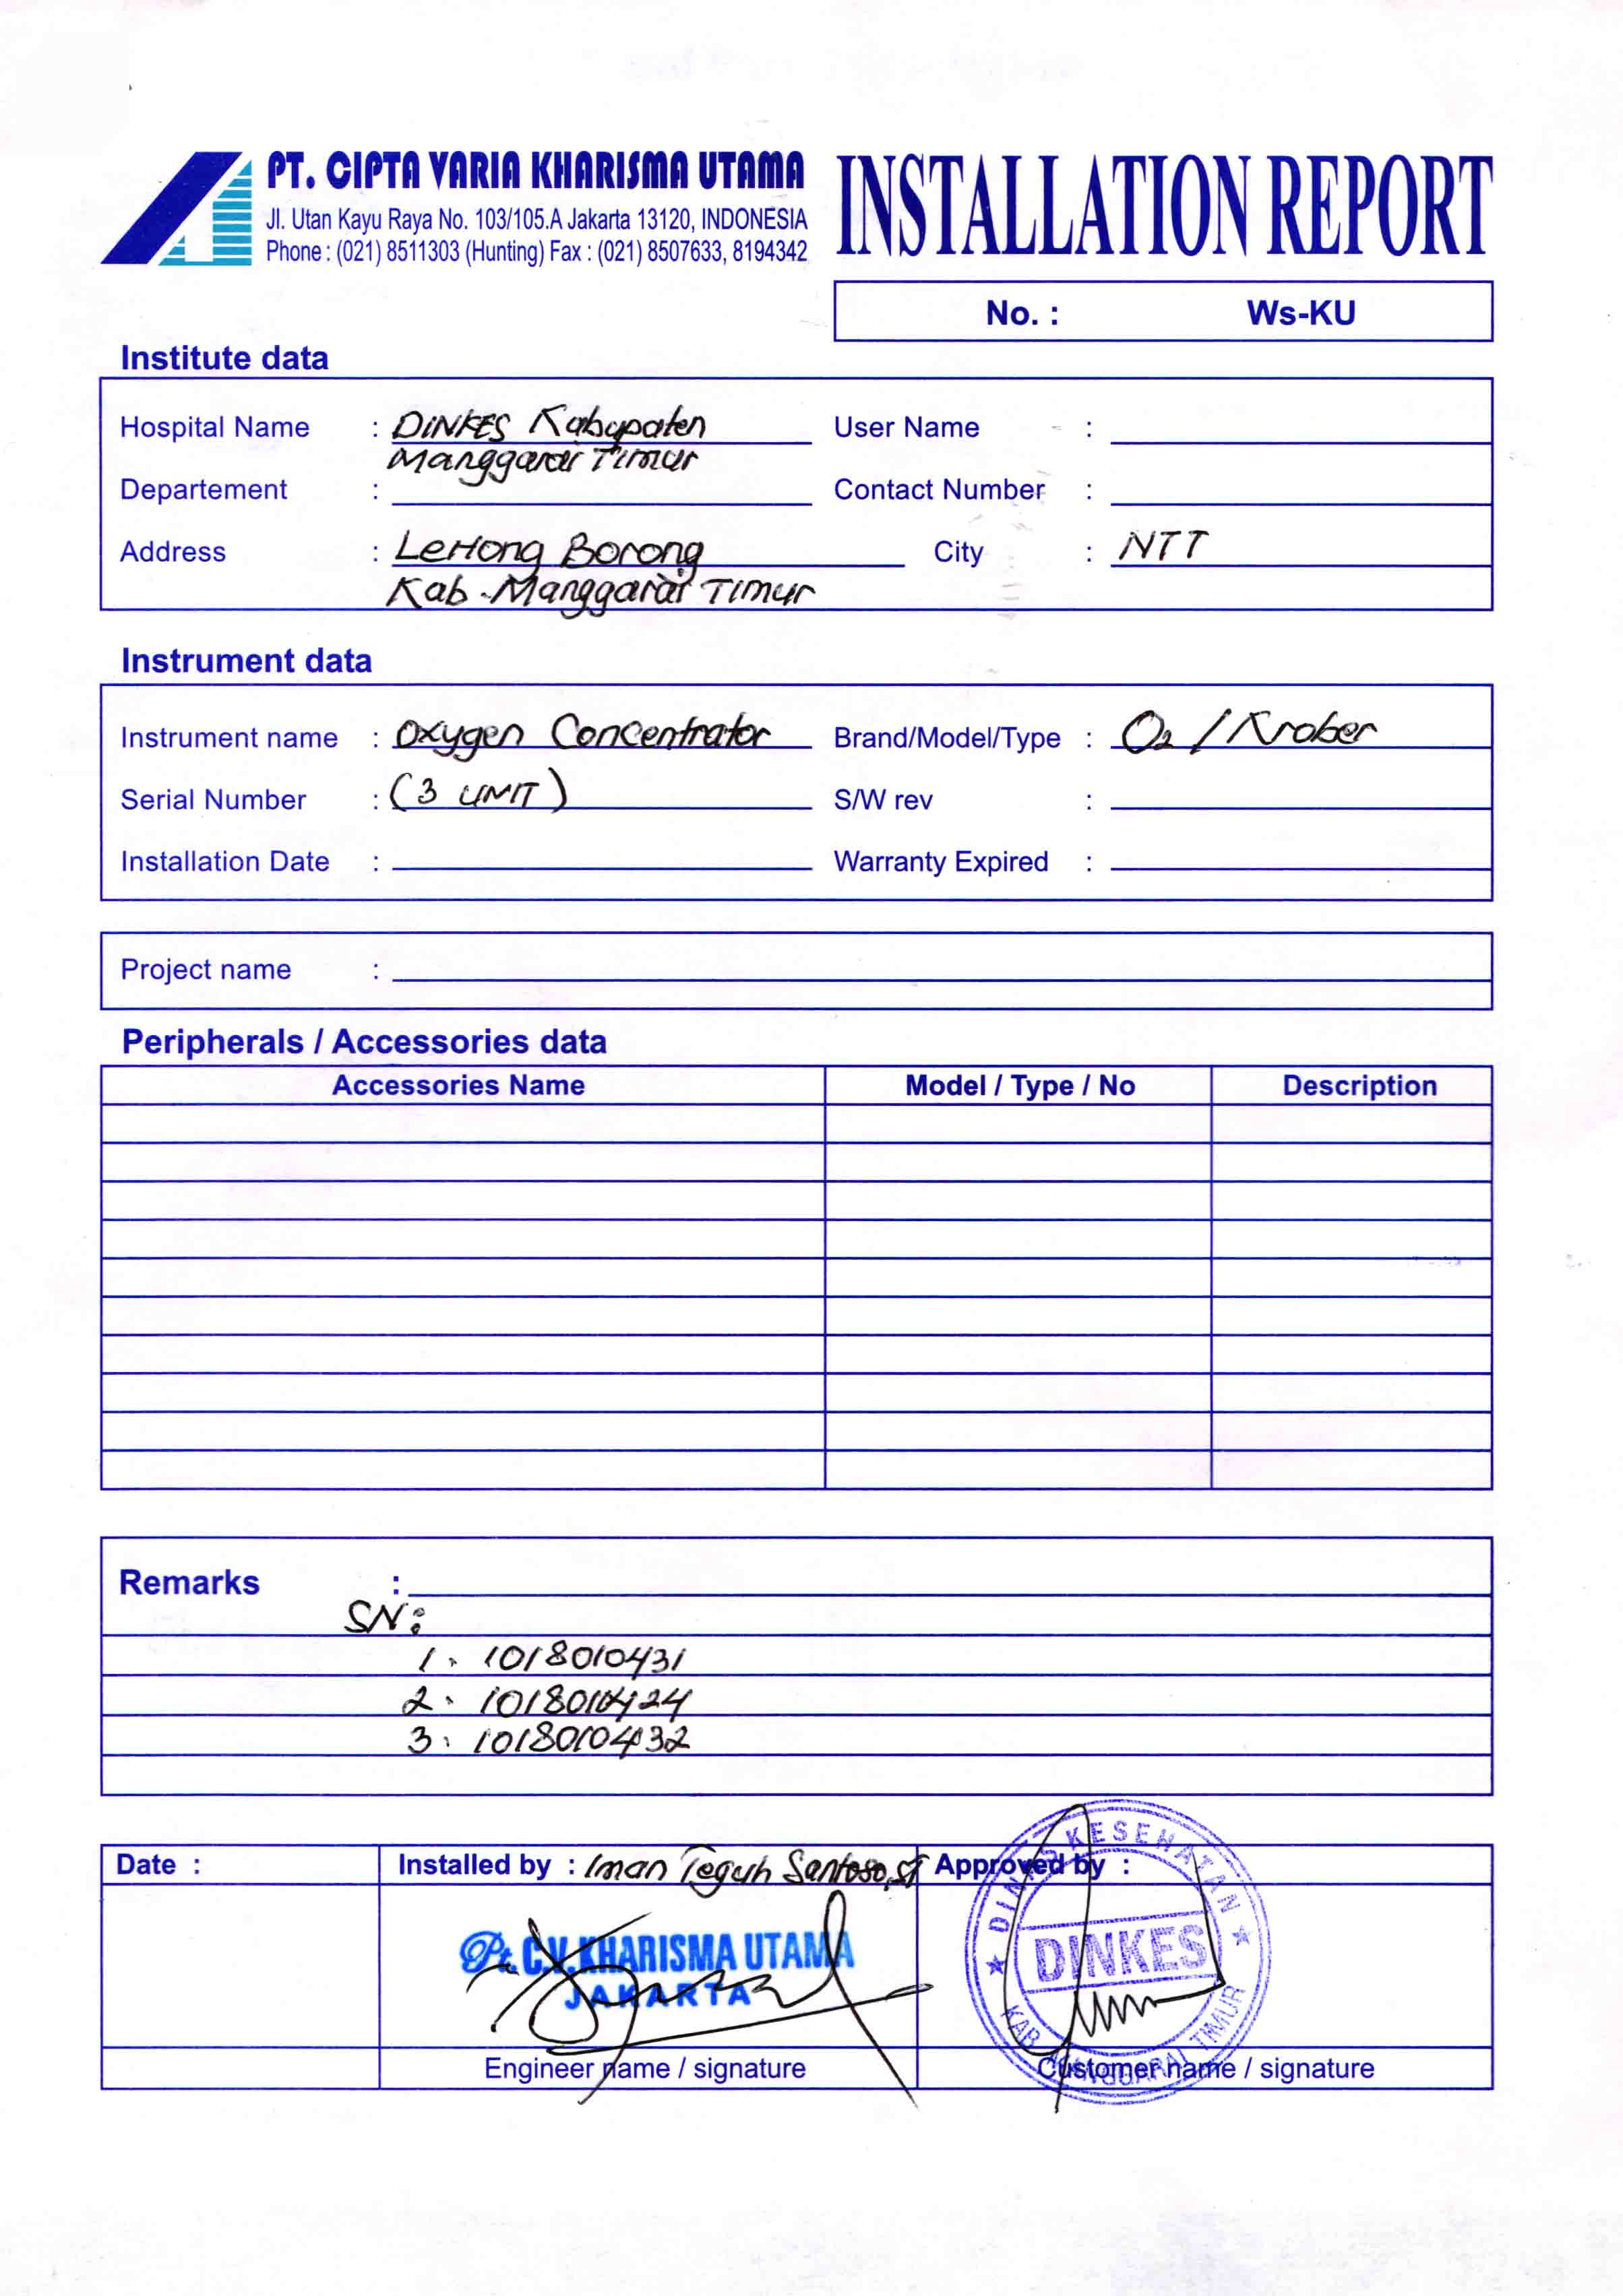 PT. CIPTA VARIA KHARISMA UTAMA
Jl. Utan Kayu Raya No. 103/105.A Jakarta 13120, INDONESIA
Phone : (021) 8511303 (Hunting) Fax : (021) 8507633, 8194342
INSTALLATION REPORT
No. : Ws-KU
Institute data
Hospital Name : DINKES Kabupaten
Manggarai Timur
User Name :
Departement :
Contact Number :
Address : LeHong Borong
Kab. Manggarai Timur
City : NTT
Instrument data
Instrument name : Oxygen Concentrator
Brand/Model/Type : O2 / Krober
Serial Number : (3 UNIT)
S/W rev :
Installation Date :
Warranty Expired :
Project name :
Peripherals / Accessories data
Accessories Name Model / Type / No Description
Remarks :
SN:
1. 1018010431
2. 1018010424
3. 1018010432
Date :
Installed by : Iman Teguh Santoso, ST
Approved by :
Pt. C.V. KHARISMA UTAMA
JAKARTA
DINAS KESEHATAN
DINKES
KAB. MANGGARAI TIMUR
Engineer name / signature
Customer name / signature